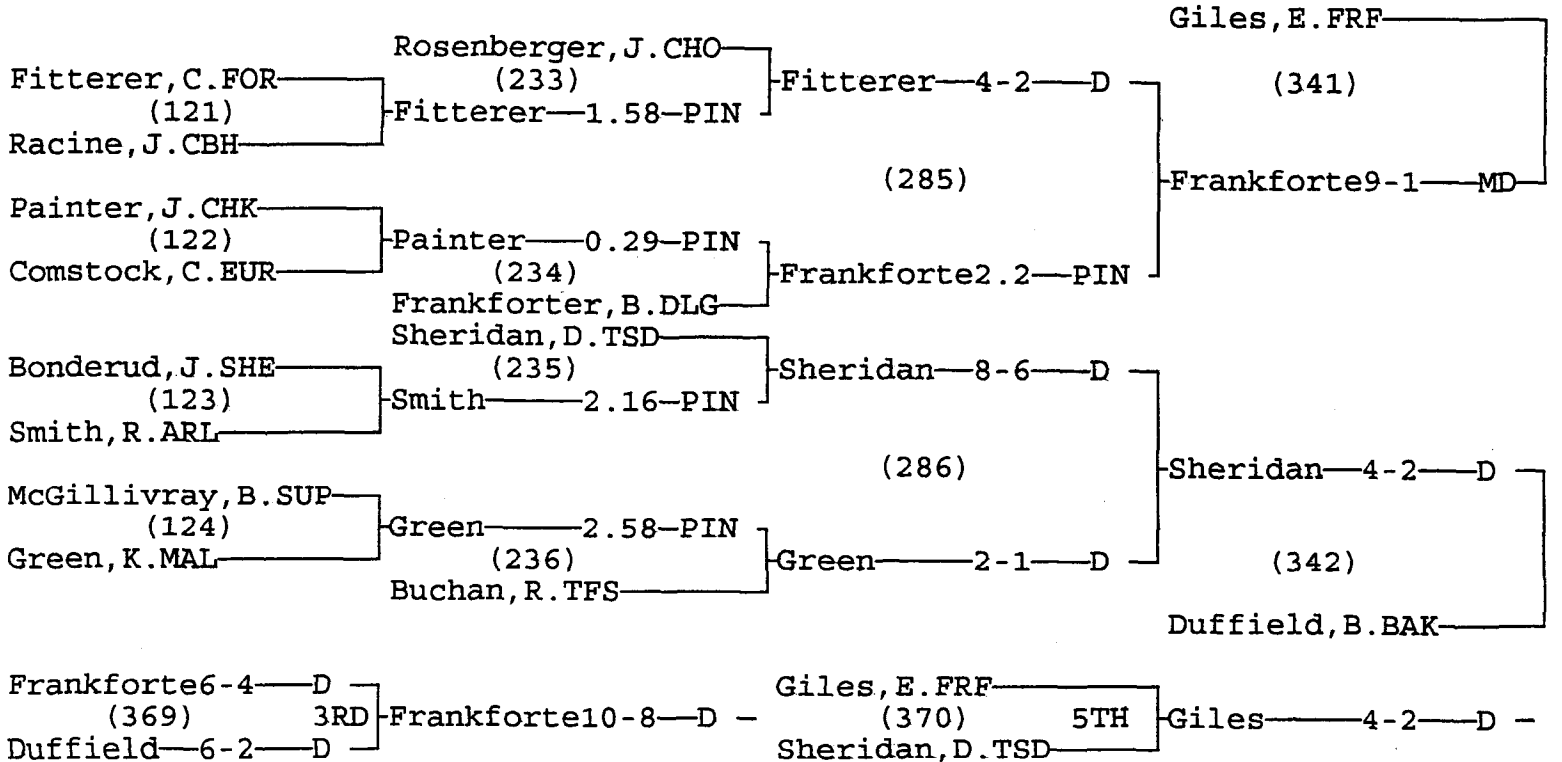 Giles,E.FRF
Rosenberger,J.CHO
Fitterer,C.FOR (233) Fitterer 4-2 D (341)
(121) Fitterer 1.58 PIN
Racine,J.CBH
(285) Frankforte9-1 MD
Painter,J.CHK
(122) Painter 0.29 PIN
Comstock,C.EUR (234) Frankforte2.2 PIN
Frankforter,B.DLG
Sheridan,D.TSD
Bonderud,J.SHE (235) Sheridan 8-6 D
(123) Smith 2.16 PIN
Smith,R.ARL
(286) Sheridan 4-2 D
McGillivray,B.SUP
(124) Green 2.58 PIN
Green,K.MAL (236) Green 2-1 D (342)
Buchan,R.TFS
Duffield,B.BAK
Frankforte6-4 D Giles,E.FRF
(369) 3RD Frankforte10-8 D (370) 5TH Giles 4-2 D
Duffield 6-2 D Sheridan,D.TSD